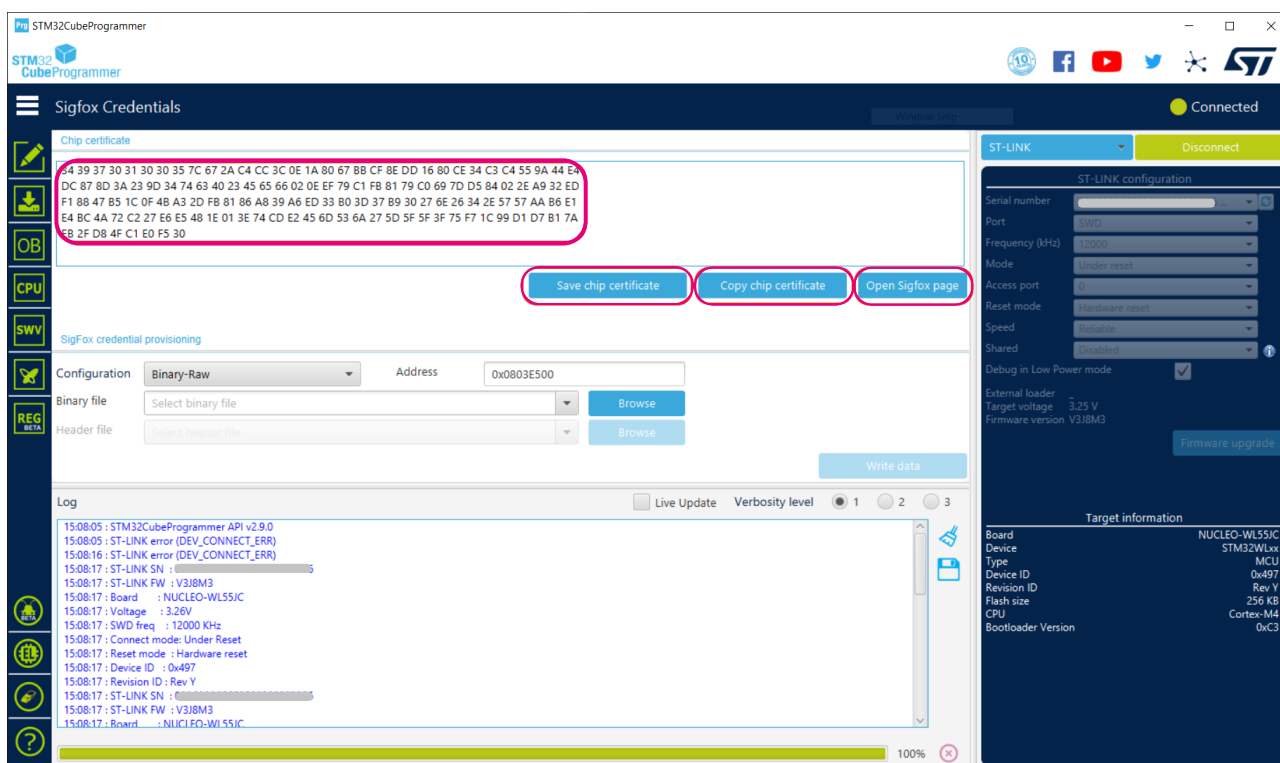 Prg STM32CubeProgrammer
STM32
CubeProgrammer
10
Sigfox Credentials
Window Snip
Connected
Chip certificate
34 39 37 30 31 30 30 35 7C 67 2A C4 CC 3C 0E 1A 80 67 BB CF 8E DD 16 80 CE 34 C3 C4 55 9A 44 E4
DC 87 8D 3A 23 9D 34 74 63 40 23 45 65 66 02 0E EF 79 C1 FB 81 79 C0 69 7D D5 84 02 2E A9 32 ED
F1 88 47 B5 1C 0F 4B A3 2D FB 81 86 A8 39 A6 ED 33 B0 3D 37 B9 30 27 6E 26 34 2E 57 57 AA B6 E1
E4 BC 4A 72 C2 27 E6 E5 48 1E 01 3E 74 CD E2 45 6D 53 6A 27 5D 5F 5F 3F 75 F7 1C 99 D1 D7 B1 7A
EB 2F D8 4F C1 E0 F5 30
Save chip certificate Copy chip certificate Open Sigfox page
SigFox credential provisioning
Configuration Binary-Raw Address 0x0803E500
Binary file Select binary file Browse
Header file Select header file Browse
Write data
Log Live Update Verbosity level 1 2 3
15:08:05 : STM32CubeProgrammer API v2.9.0
15:08:05 : ST-LINK error (DEV_CONNECT_ERR)
15:08:16 : ST-LINK error (DEV_CONNECT_ERR)
15:08:17 : ST-LINK SN :
15:08:17 : ST-LINK FW : V3J8M3
15:08:17 : Board : NUCLEO-WL55JC
15:08:17 : Voltage : 3.26V
15:08:17 : SWD freq : 12000 KHz
15:08:17 : Connect mode: Under Reset
15:08:17 : Reset mode : Hardware reset
15:08:17 : Device ID : 0x497
15:08:17 : Revision ID : Rev Y
15:08:17 : ST-LINK SN :
15:08:17 : ST-LINK FW : V3J8M3
15:08:17 : Board : NUCLEO-WL55JC
100%
OB
CPU
SWV
REG
BETA
BETA
ST-LINK Disconnect
ST-LINK configuration
Serial number ...
Port SWD
Frequency (kHz) 12000
Mode Under reset
Access port 0
Reset mode Hardware reset
Speed Reliable
Shared Disabled
Debug in Low Power mode
External loader _
Target voltage 3.25 V
Firmware version V3J8M3
Firmware upgrade
Target information
Board NUCLEO-WL55JC
Device STM32WLxx
Type MCU
Device ID 0x497
Revision ID Rev Y
Flash size 256 KB
CPU Cortex-M4
Bootloader Version 0xC3